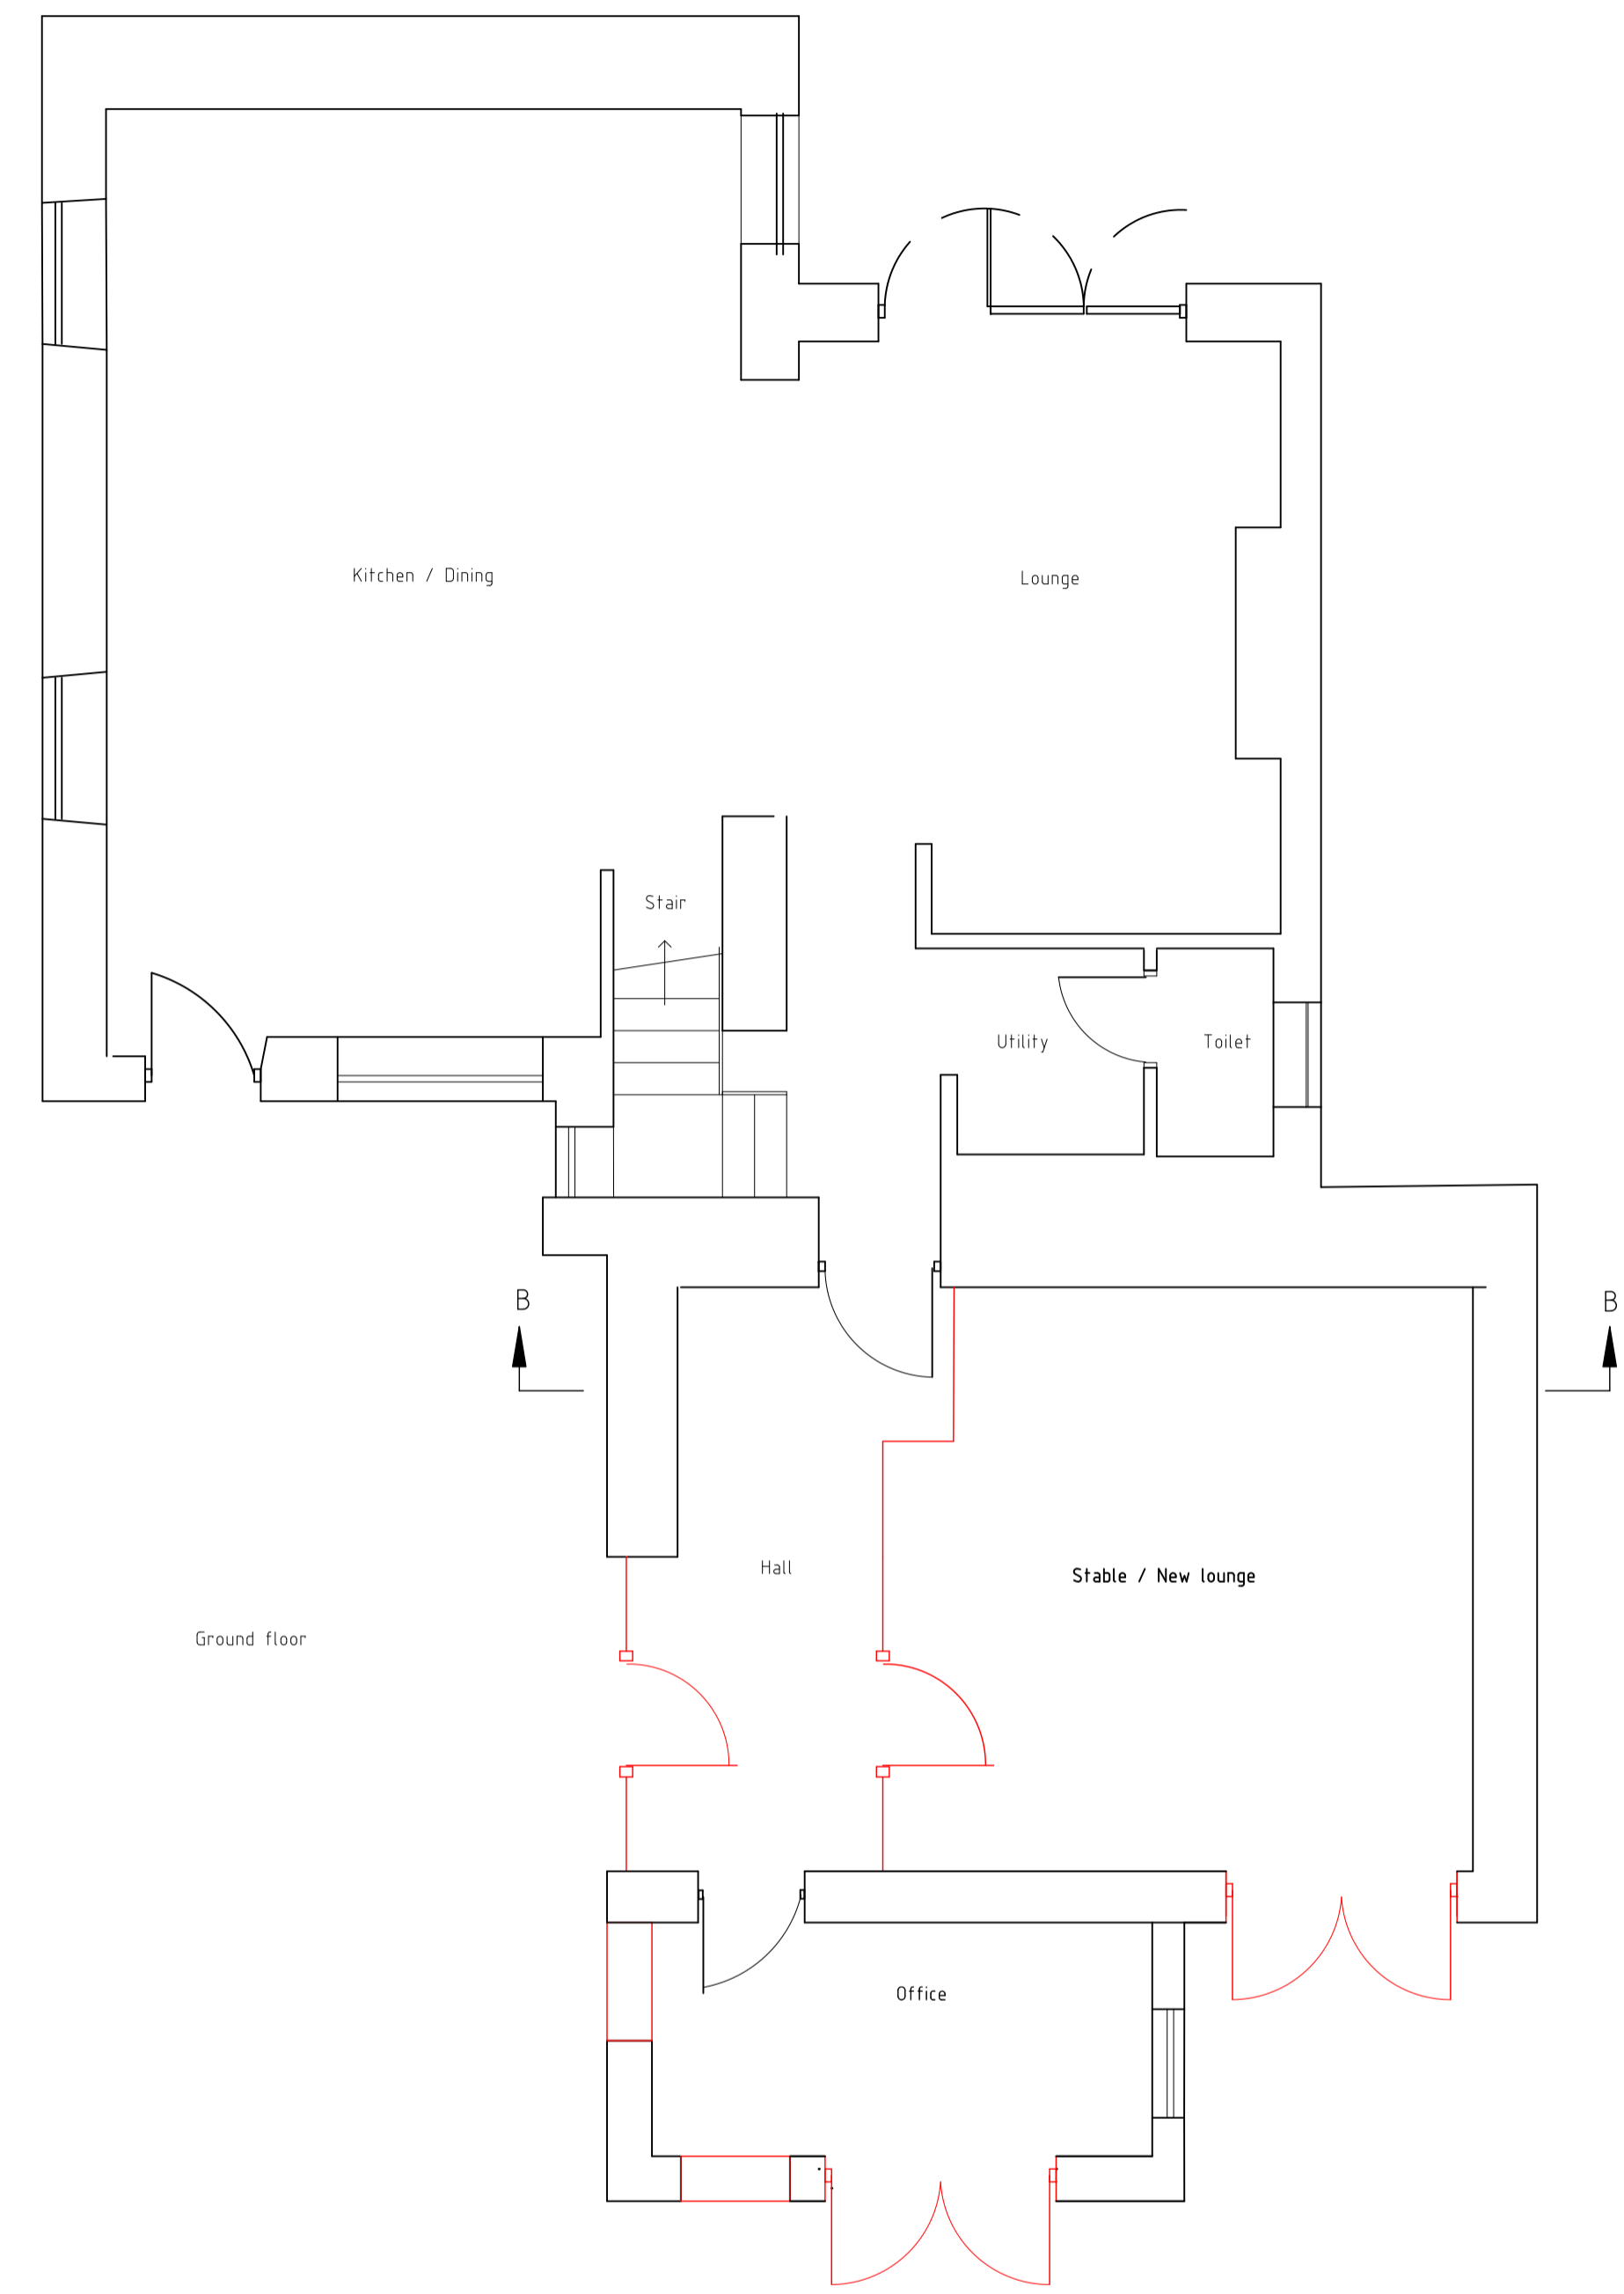 Kitchen / Dining
Lounge
Stair
Utility
Toilet
B
B
Hall
Stable / New lounge
Ground floor
Office